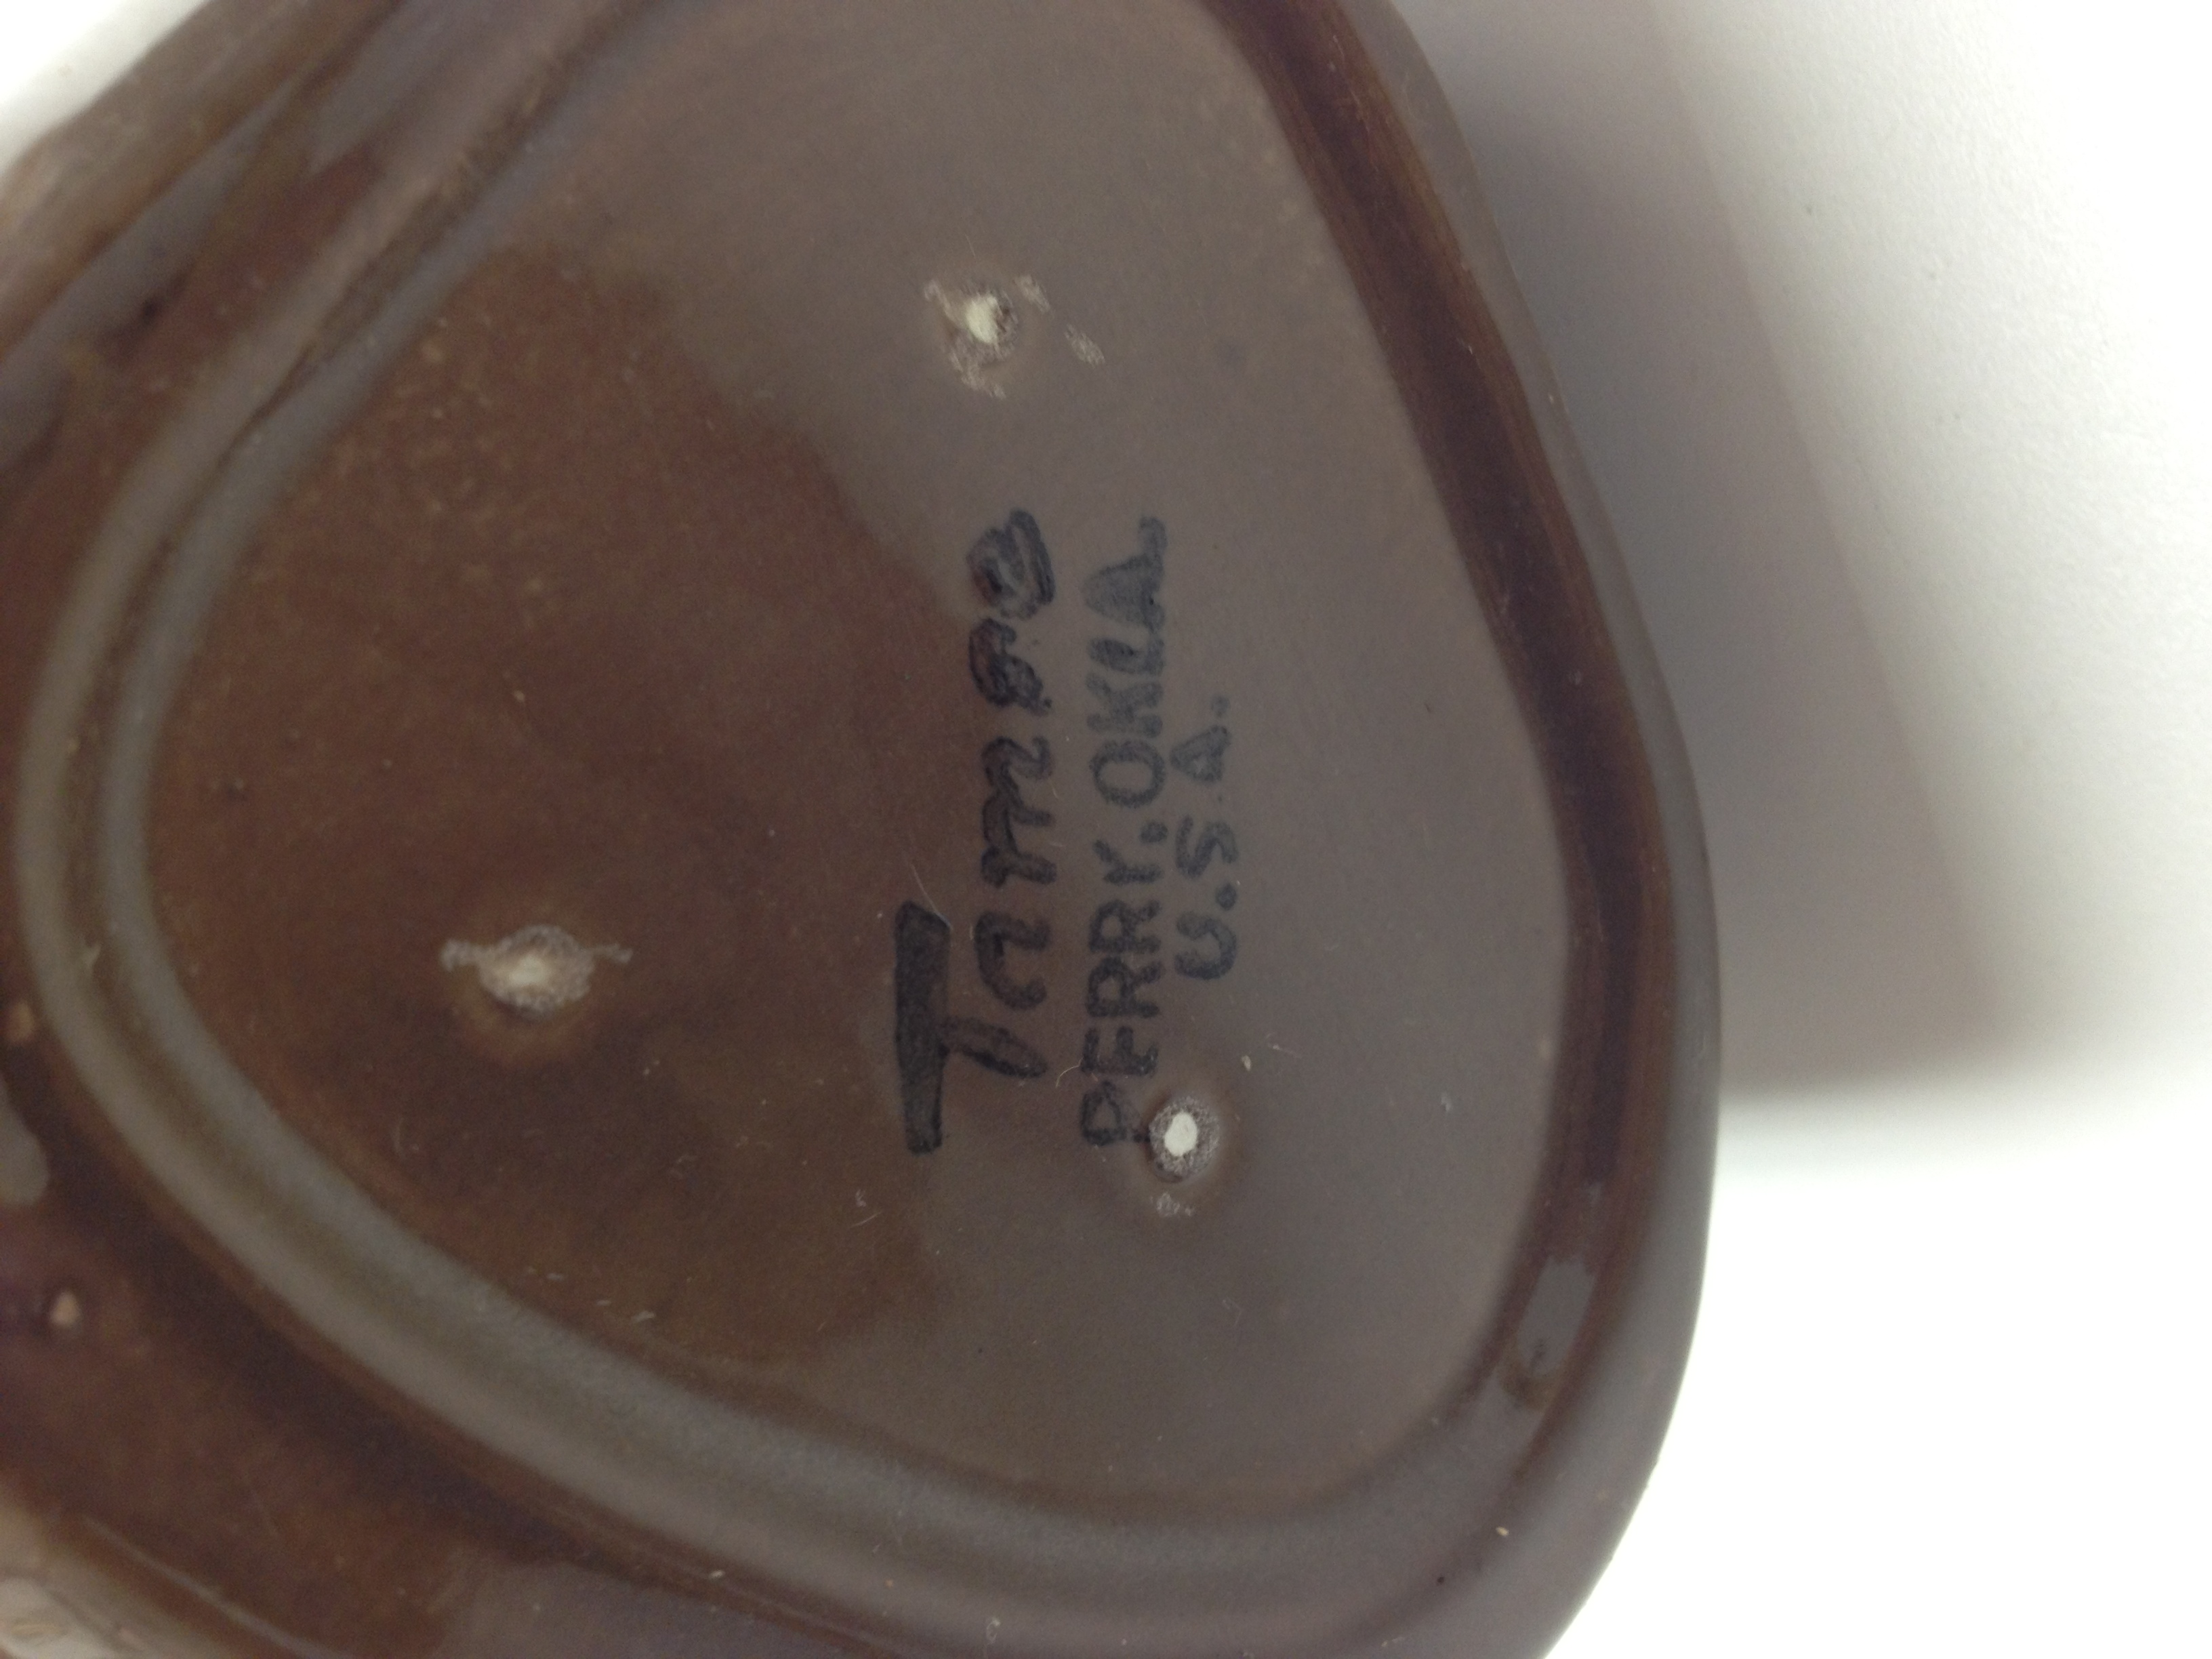 Tamac
PERRY, OKLA.
U.S.A.